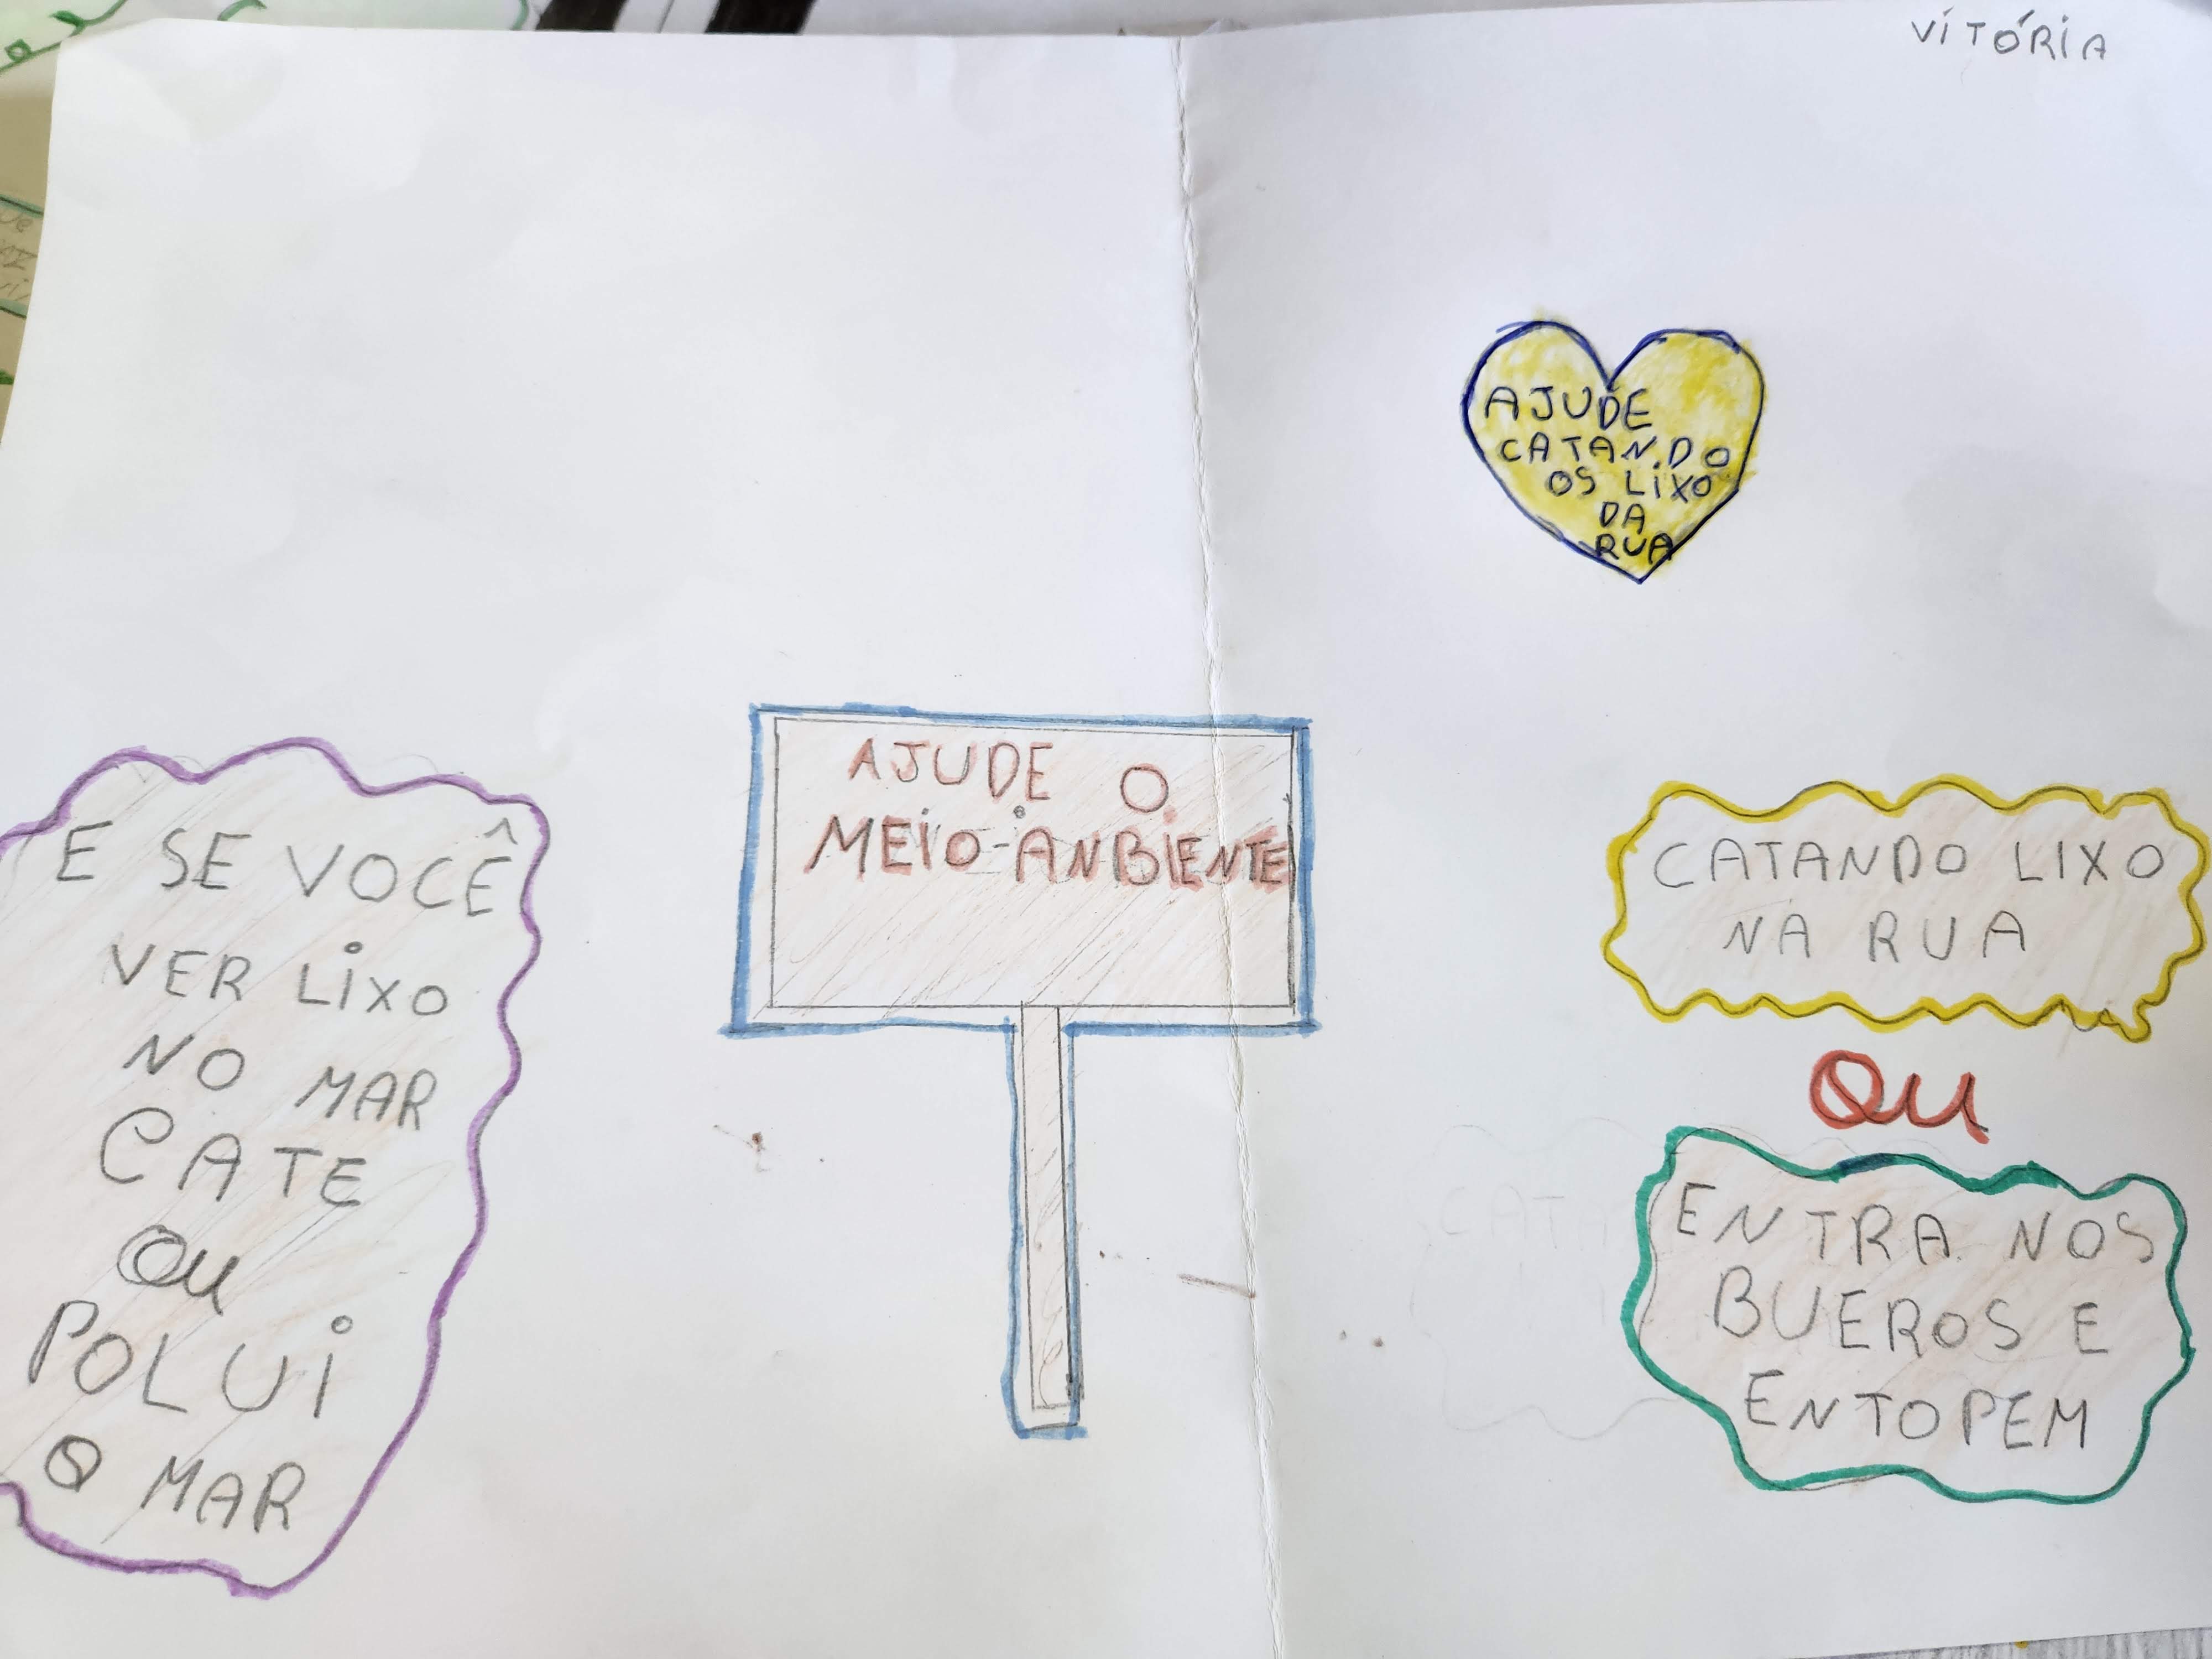 VITÓRIA
AJUDE
CATANDO
OS LIXO
DA
RUA
AJUDE O
MEIO-ANBIENTE
E SE VOCÊ
VER LIXO
NO MAR
CATE
OU
POLUI
O MAR
CATANDO LIXO
NA RUA
OU
ENTRA NOS
BUEROS E
ENTOPEM
CATA